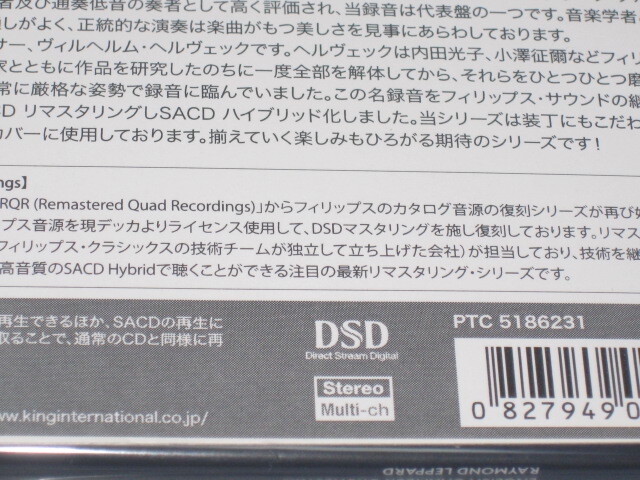 者及び通奏低音の奏者として高く評価され、当録音は代表盤の一つです。音楽学者
通しがよく、正統的な演奏は楽曲がもつ美しさを見事にあらわしております。
サー、ヴィルヘルム・ヘルヴェックです。ヘルヴェックは内田光子、小澤征爾などフィリ
家とともに作品を研究したのちに一度全部を解体してから、それらをひとつひとつ磨
常に厳格な姿勢で録音に臨んでいました。この名録音をフィリップス・サウンドの継
CD リマスタリングしSACD ハイブリッド化しました。当シリーズは装丁にもこだわ
カバーに使用しております。揃えていく楽しみもひろがる期待のシリーズです!
ngs】
RQR (Remastered Quad Recordings)」からフィリップスのカタログ音源の復刻シリーズが再び始
プス音源を現デッカよりライセンス使用して、DSDマスタリングを施し復刻しております。リマス
フィリップス・クラシックスの技術チームが独立して立ち上げた会社)が担当しており、技術を継
高音質のSACD Hybridで聴くことができる注目の最新リマスタリング・シリーズです。
再生できるほか、SACDの再生に
収ることで、通常のCDと同様に再
DSD
Direct Stream Digital
PTC 5186231
Stereo
Multi-ch
0 827949 0
www.kinginternational.co.jp/
RAYMOND LEPPARD